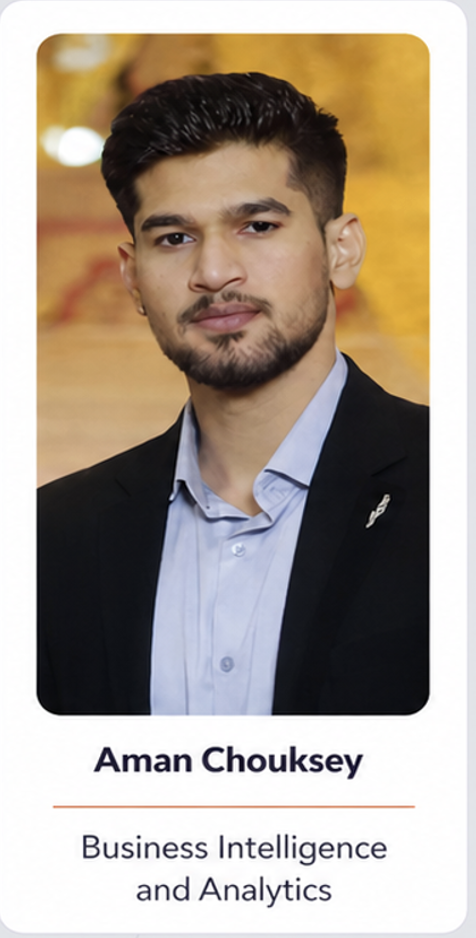 Aman Chouksey
Business Intelligence
and Analytics